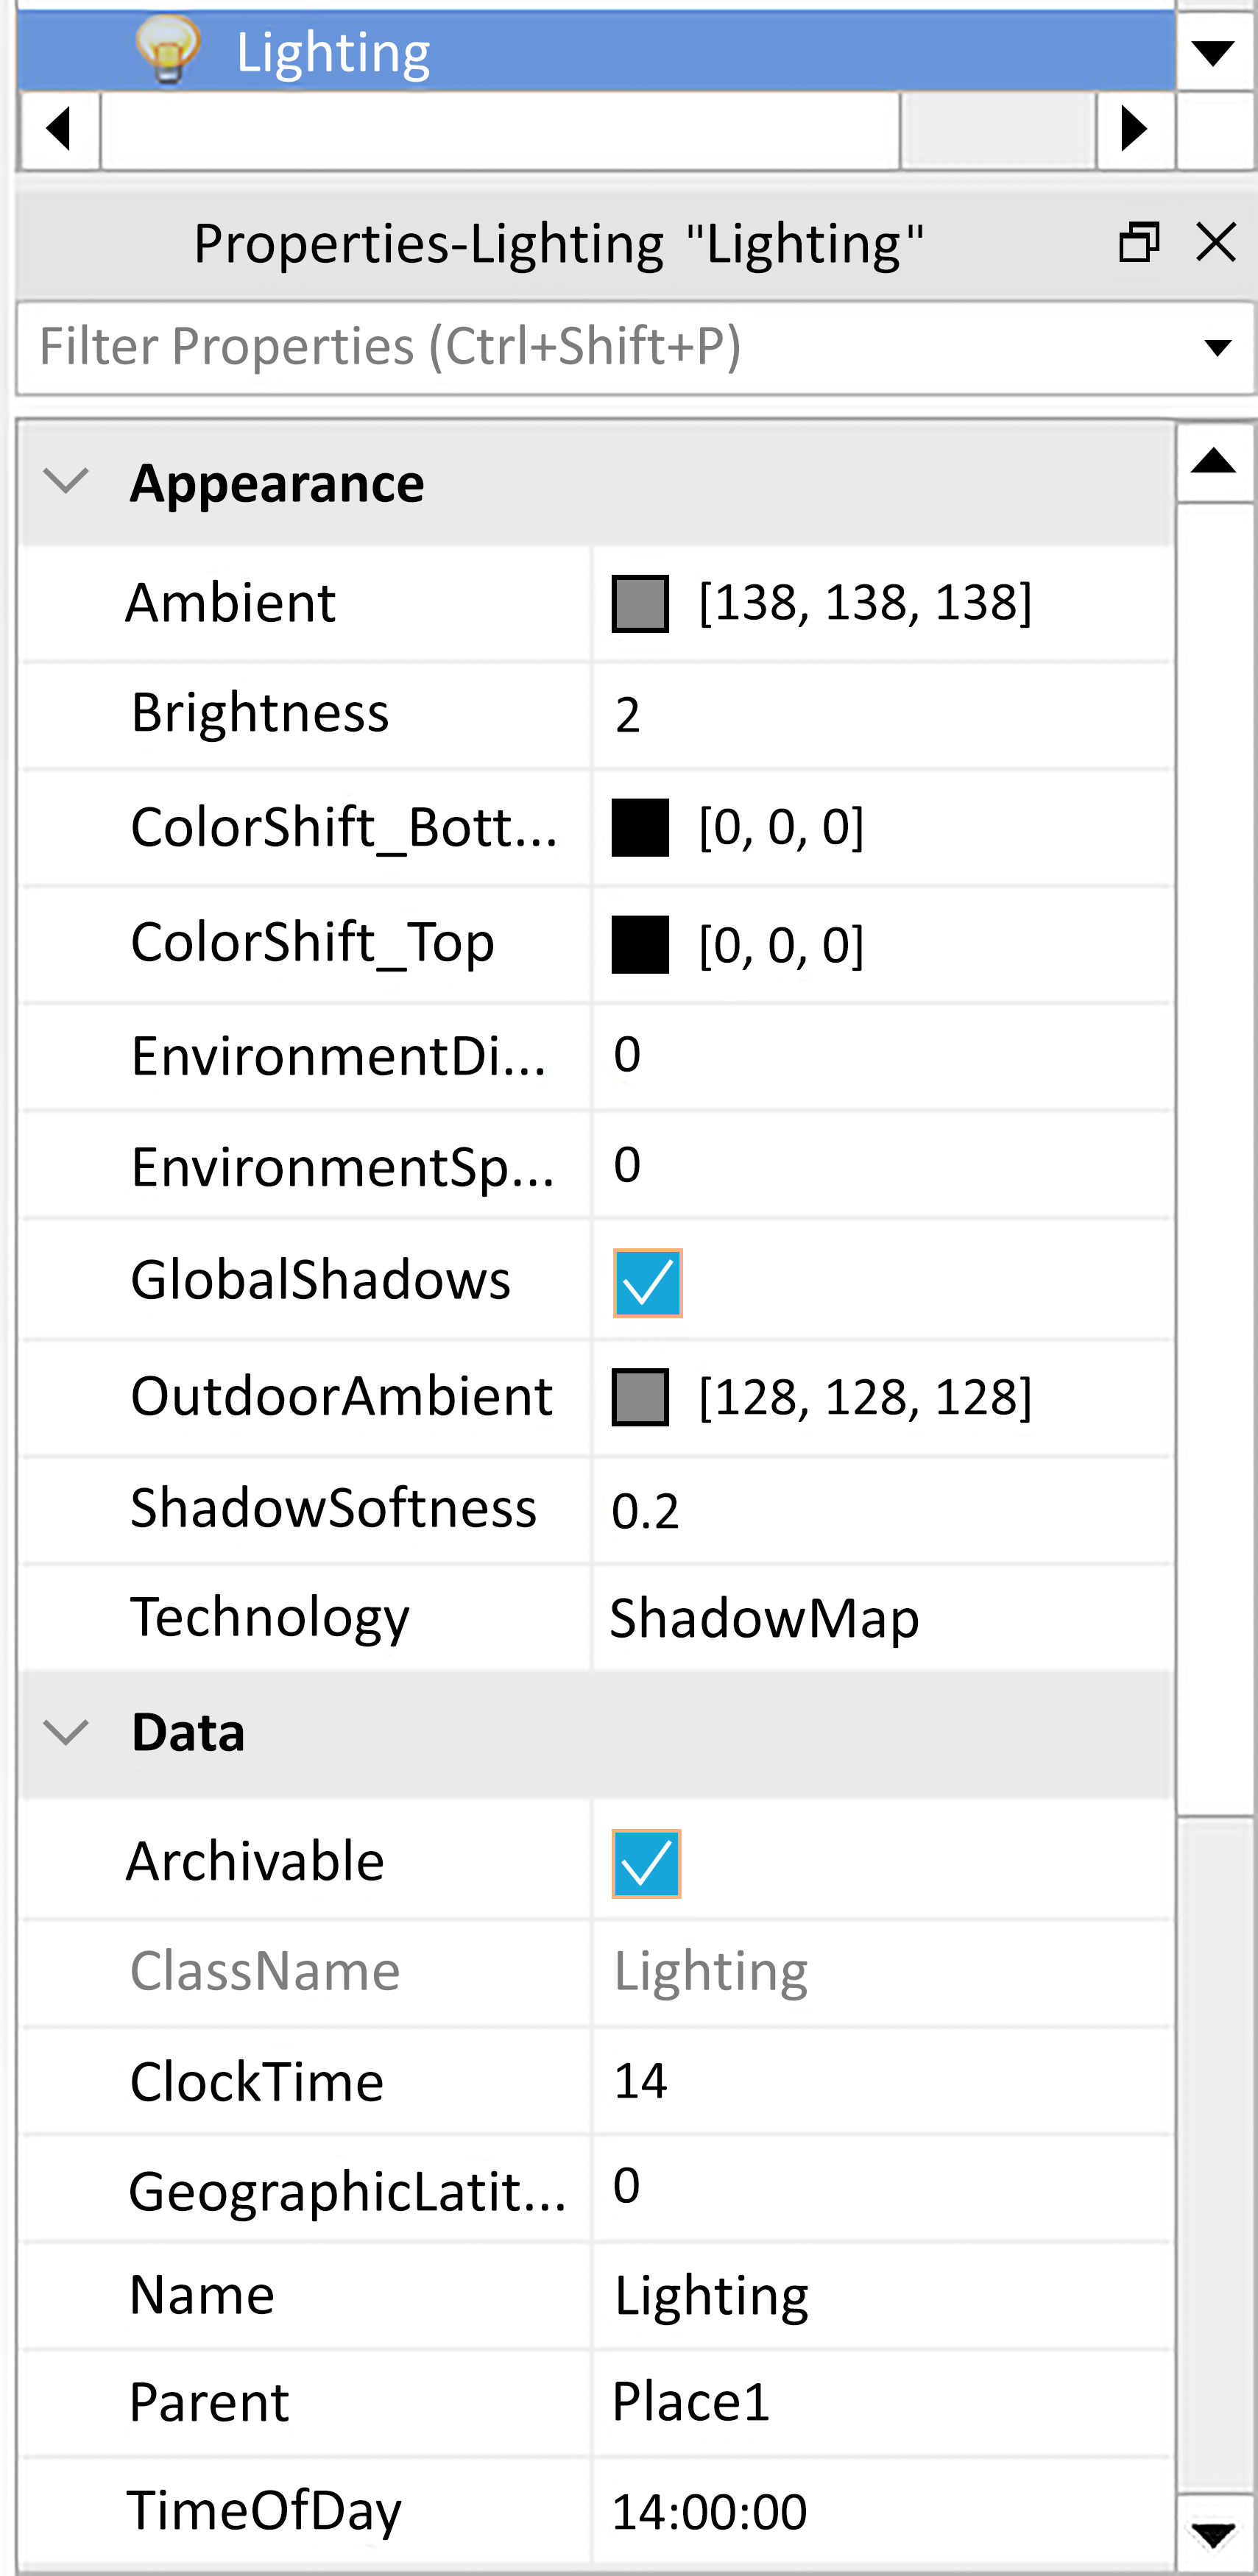 Lighting
Properties-Lighting "Lighting"
Filter Properties (Ctrl+Shift+P)
Appearance
Ambient [138, 138, 138]
Brightness 2
ColorShift_Bott... [0, 0, 0]
ColorShift_Top [0, 0, 0]
EnvironmentDi... 0
EnvironmentSp... 0
GlobalShadows
OutdoorAmbient [128, 128, 128]
ShadowSoftness 0.2
Technology ShadowMap
Data
Archivable
ClassName Lighting
ClockTime 14
GeographicLatit... 0
Name Lighting
Parent Place1
TimeOfDay 14:00:00